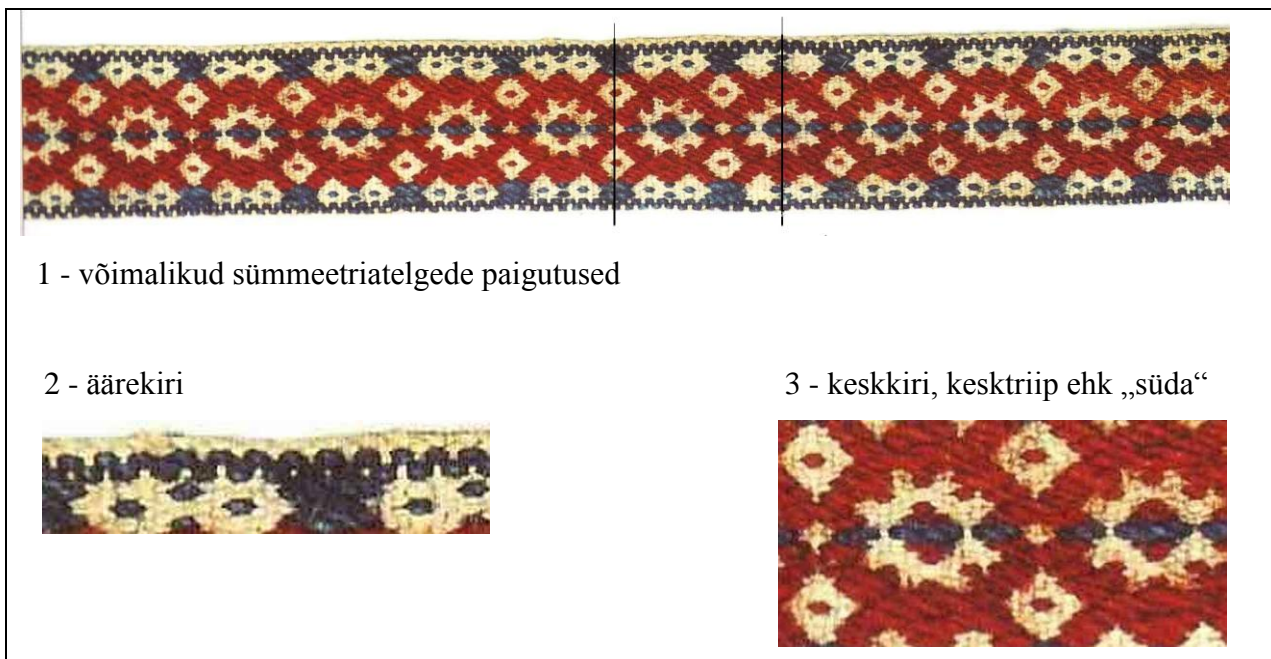 1 - võimalikud sümmeetriatelgede paigutused
2 - äärekiri
3 - keskkiri, kesktriip ehk „süda“